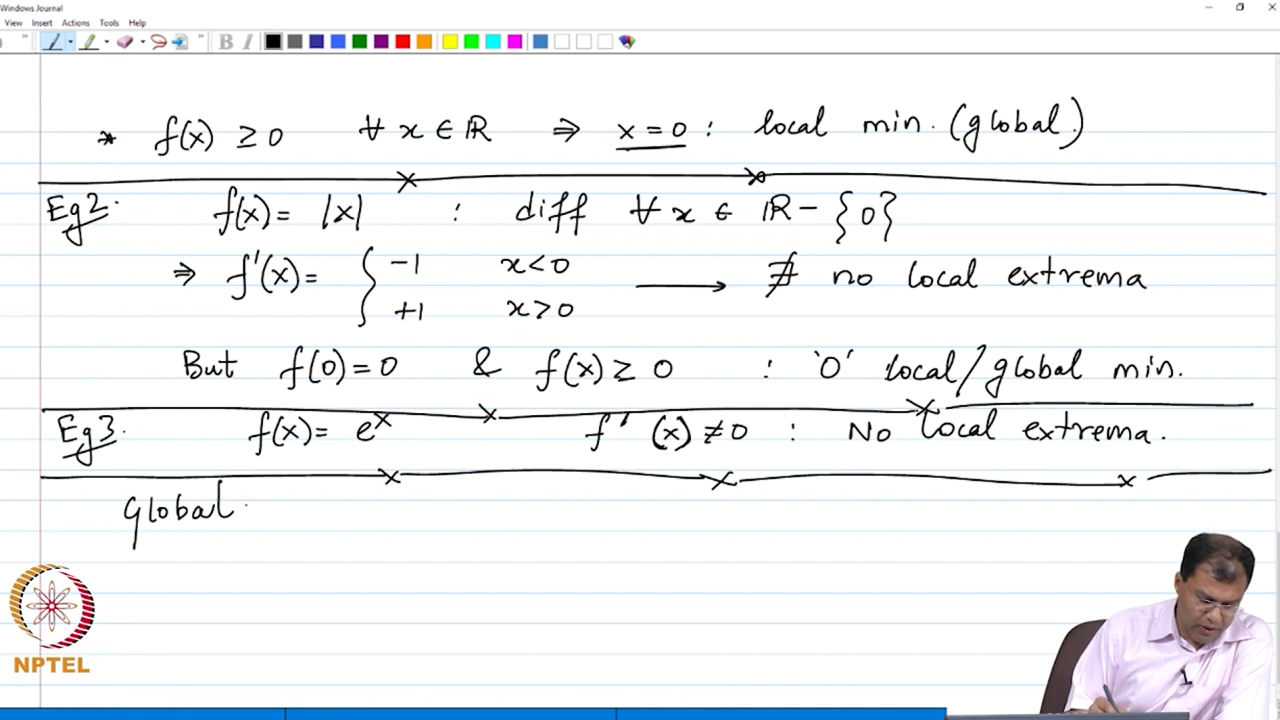 Windows Journal
View Insert Actions Tools Help
* f(x) ≥ 0 ∀ x ∈ ℝ ⇒ x = 0 : local min. (global.)
Eg2. f(x) = |x| : diff ∀ x ∈ ℝ - {0}
⇒ f'(x) = { -1 x < 0 → ∄ no local extrema
+1 x > 0
But f(0) = 0 & f(x) ≥ 0 : '0' local/global min.
Eg3. f(x) = e^x f'(x) ≠ 0 : No local extrema.
Global
NPTEL